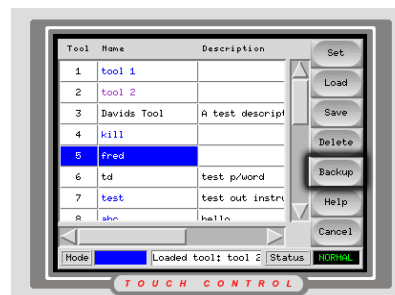 Tool Name Description Set
1 tool 1
2 tool 2 Load
3 Davids Tool A test descript Save
4 kill Delete
5 fred
6 td test p/word Backup
7 test test out instru Help
8 abc hello
Cancel
Mode Loaded tool: tool 2 Status NORMAL
TOUCH CONTROL